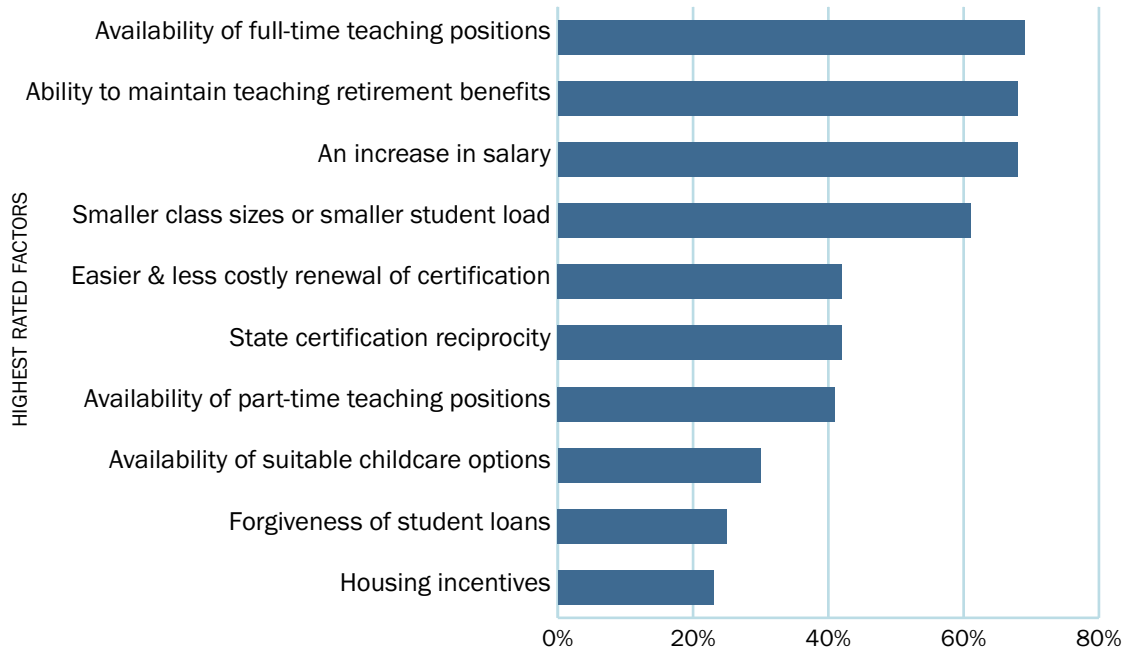 HIGHEST RATED FACTORS
Availability of full-time teaching positions
Ability to maintain teaching retirement benefits
An increase in salary
Smaller class sizes or smaller student load
Easier & less costly renewal of certification
State certification reciprocity
Availability of part-time teaching positions
Availability of suitable childcare options
Forgiveness of student loans
Housing incentives
0% 20% 40% 60% 80%